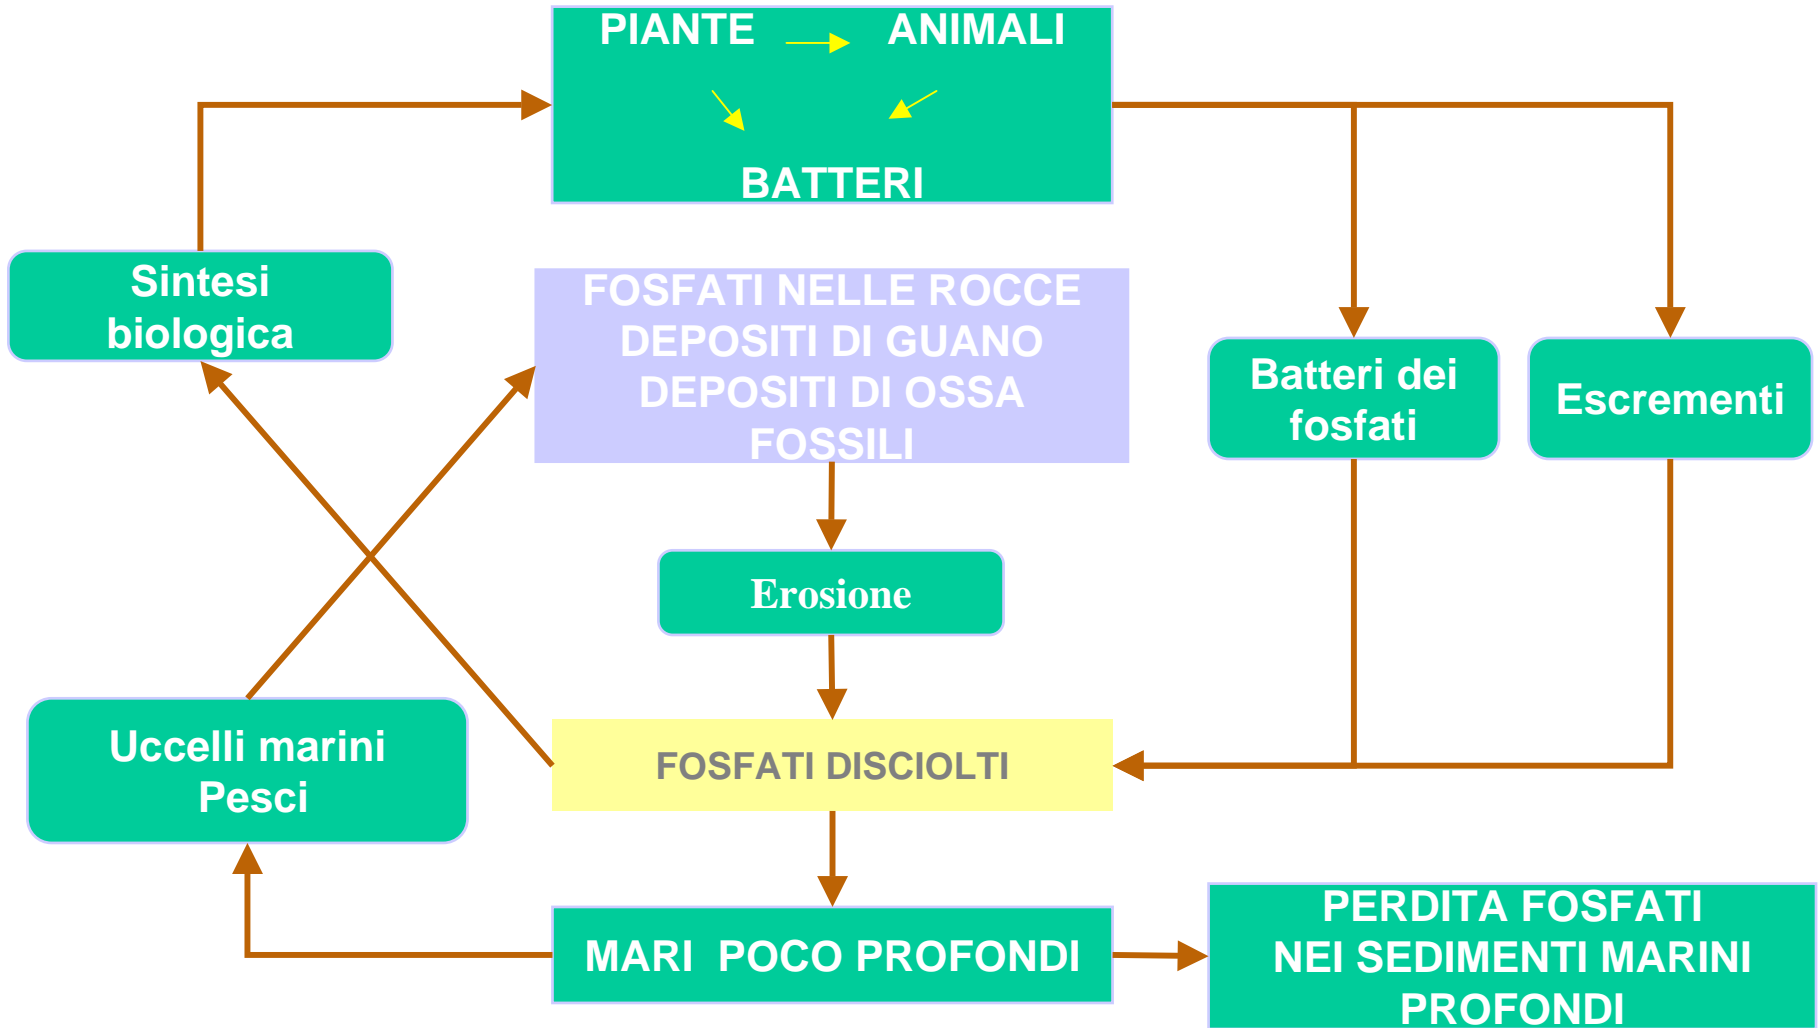 PIANTE ANIMALI
BATTERI
Sintesi
biologica
FOSFATI NELLE ROCCE
DEPOSITI DI GUANO
DEPOSITI DI OSSA
FOSSILI
Batteri dei
fosfati
Escrementi
Erosione
Uccelli marini
Pesci
FOSFATI DISCIOLTI
MARI POCO PROFONDI
PERDITA FOSFATI
NEI SEDIMENTI MARINI
PROFONDI